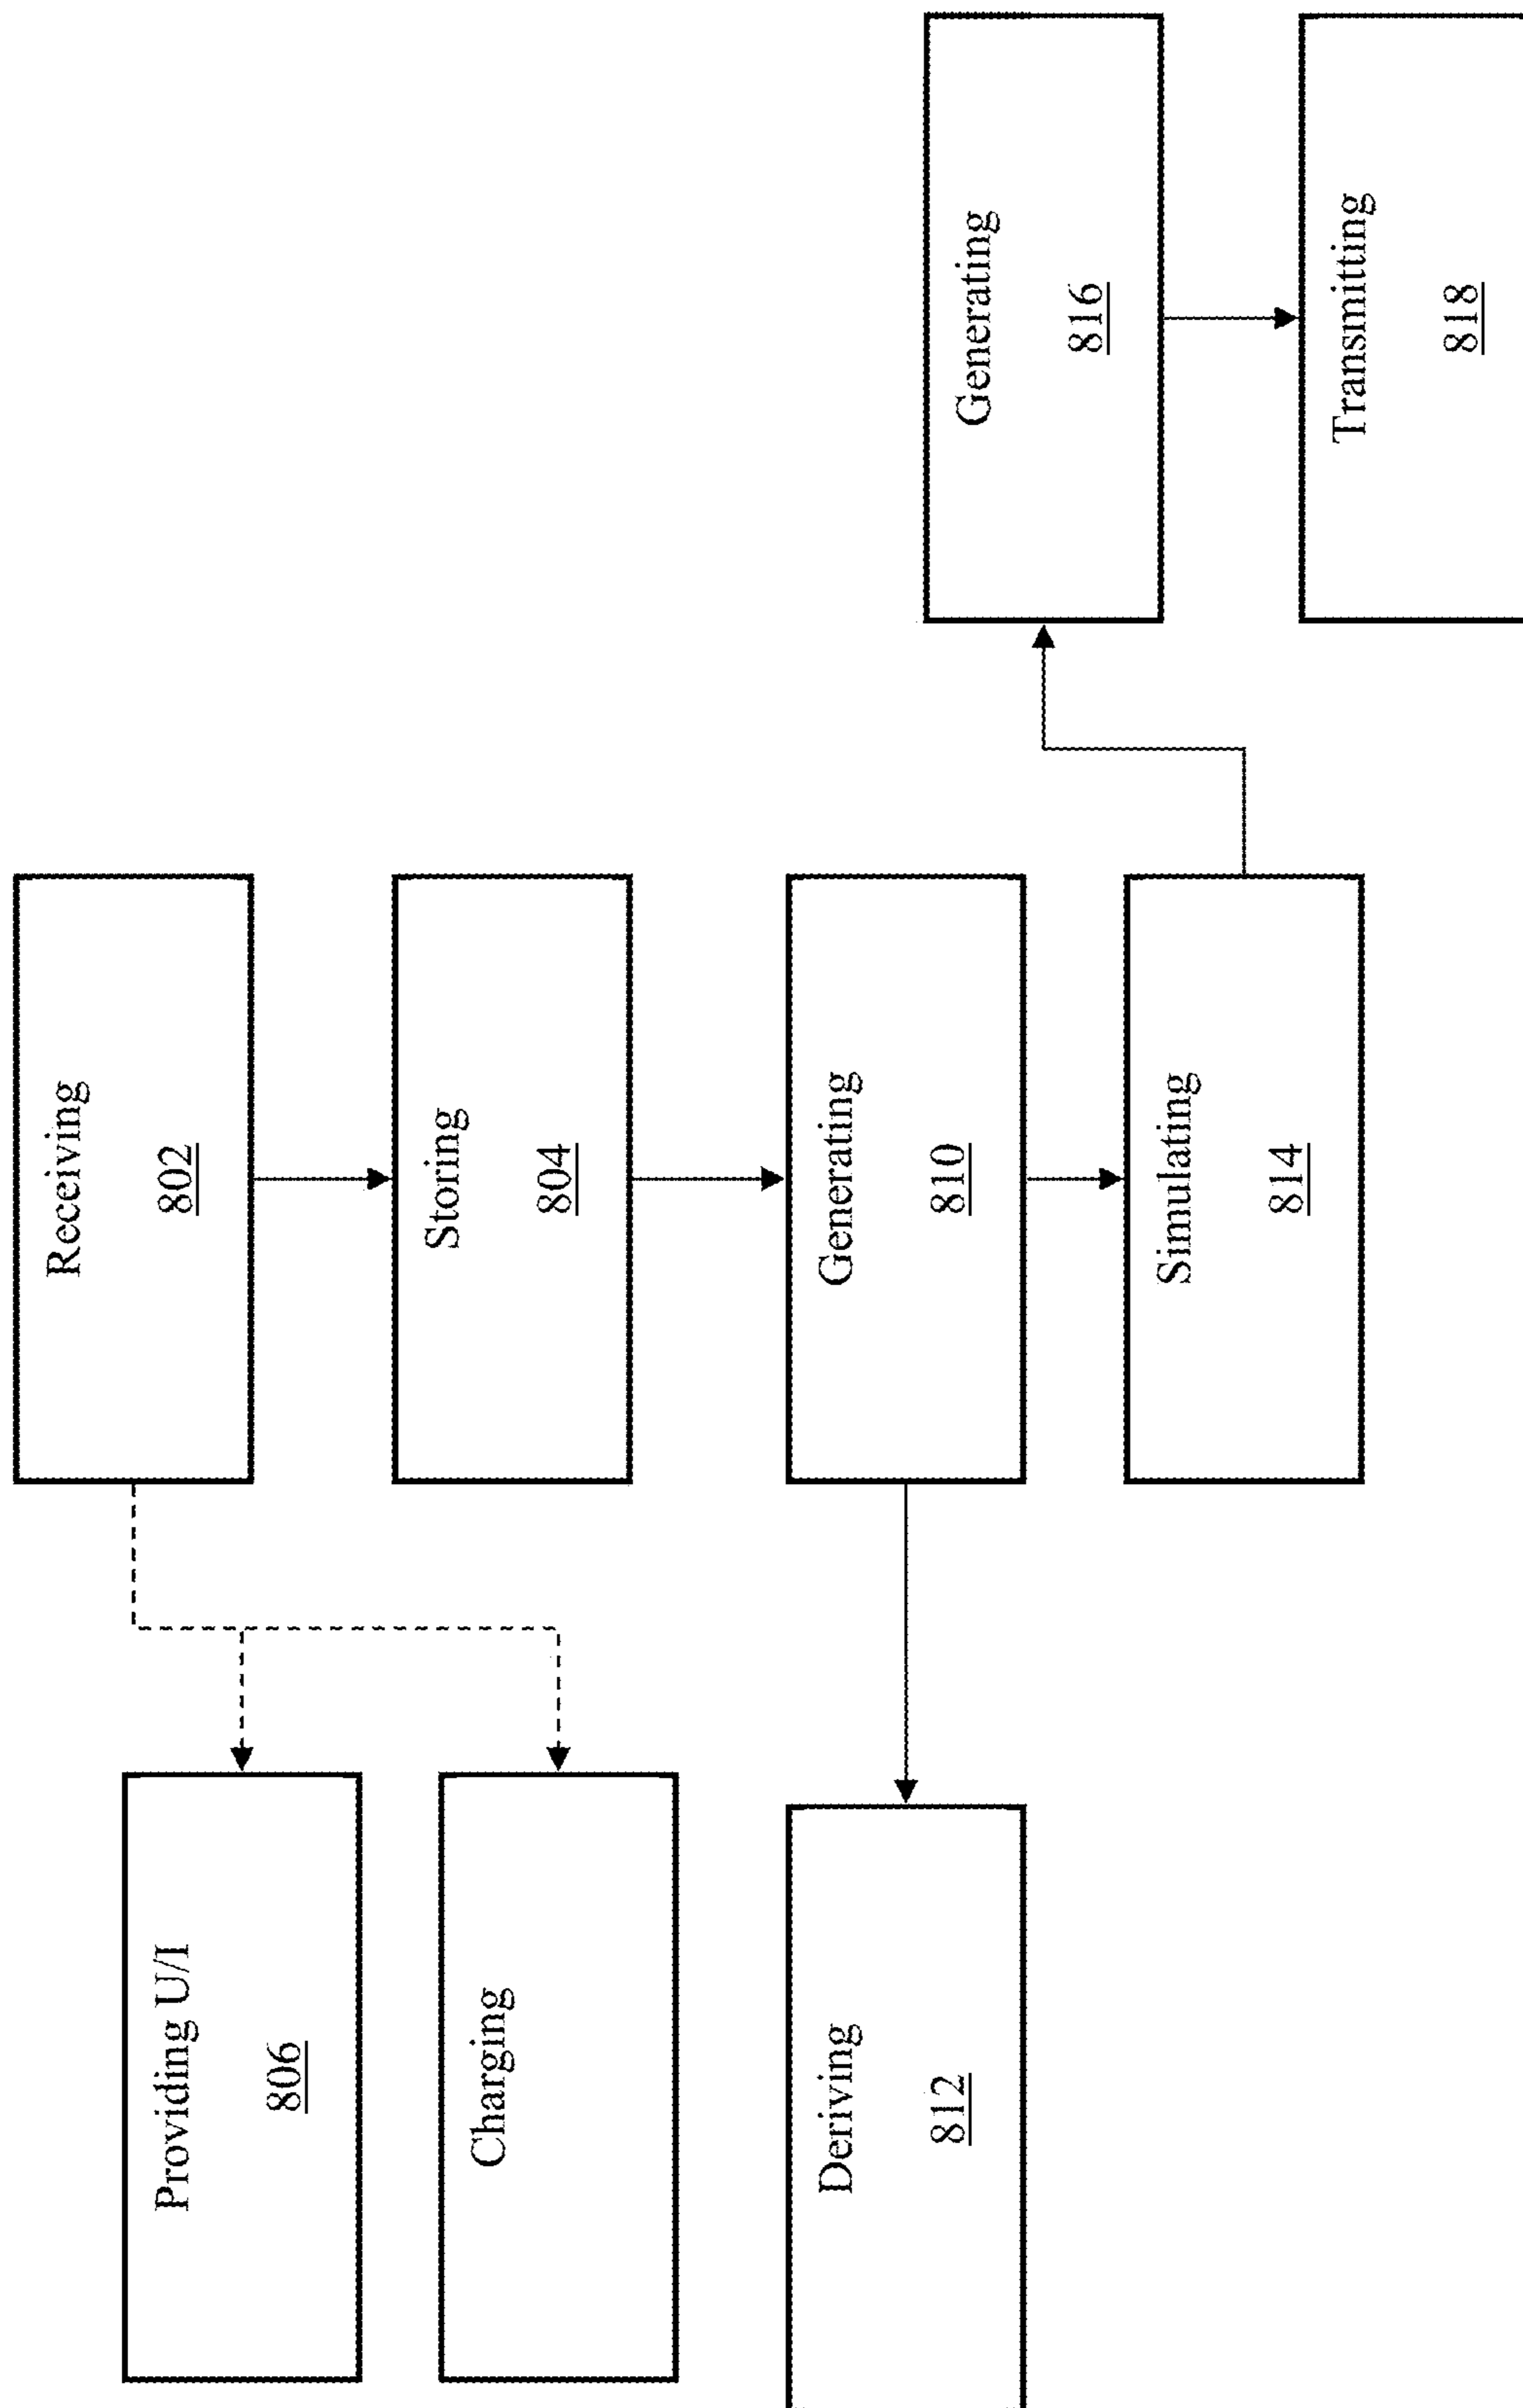 Receiving
802
Storing
804
Providing U/I
806
Charging
Generating
810
Deriving
812
Simulating
814
Generating
816
Transmitting
818